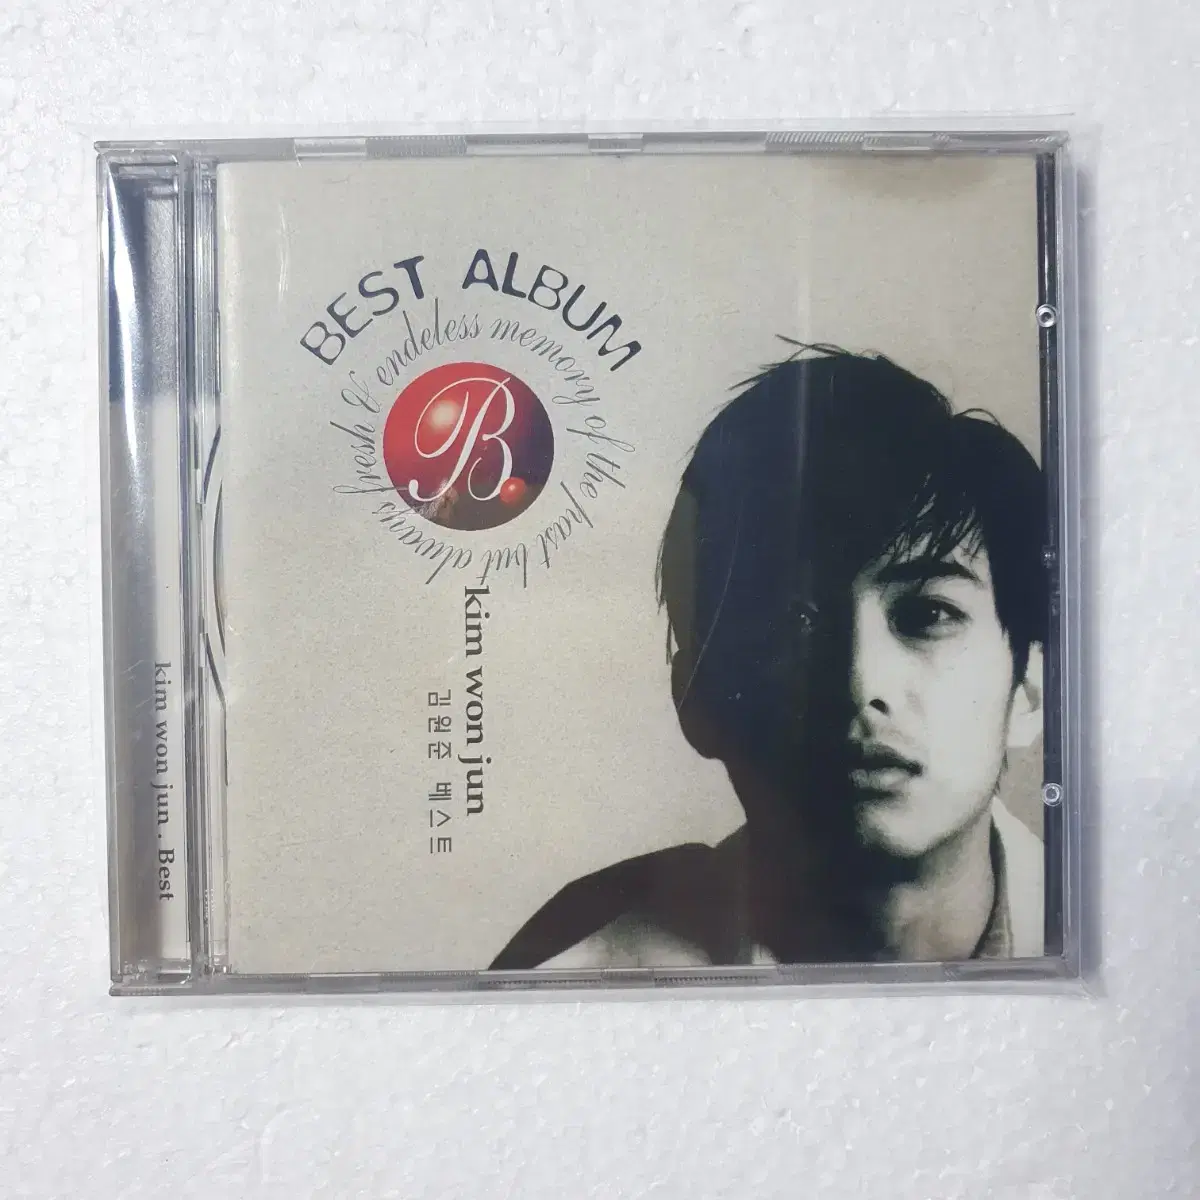 BEST ALBUM
endeless memory of the past but always fresh &
B.
kim won jun
김원준 베스트
kim won jun . Best